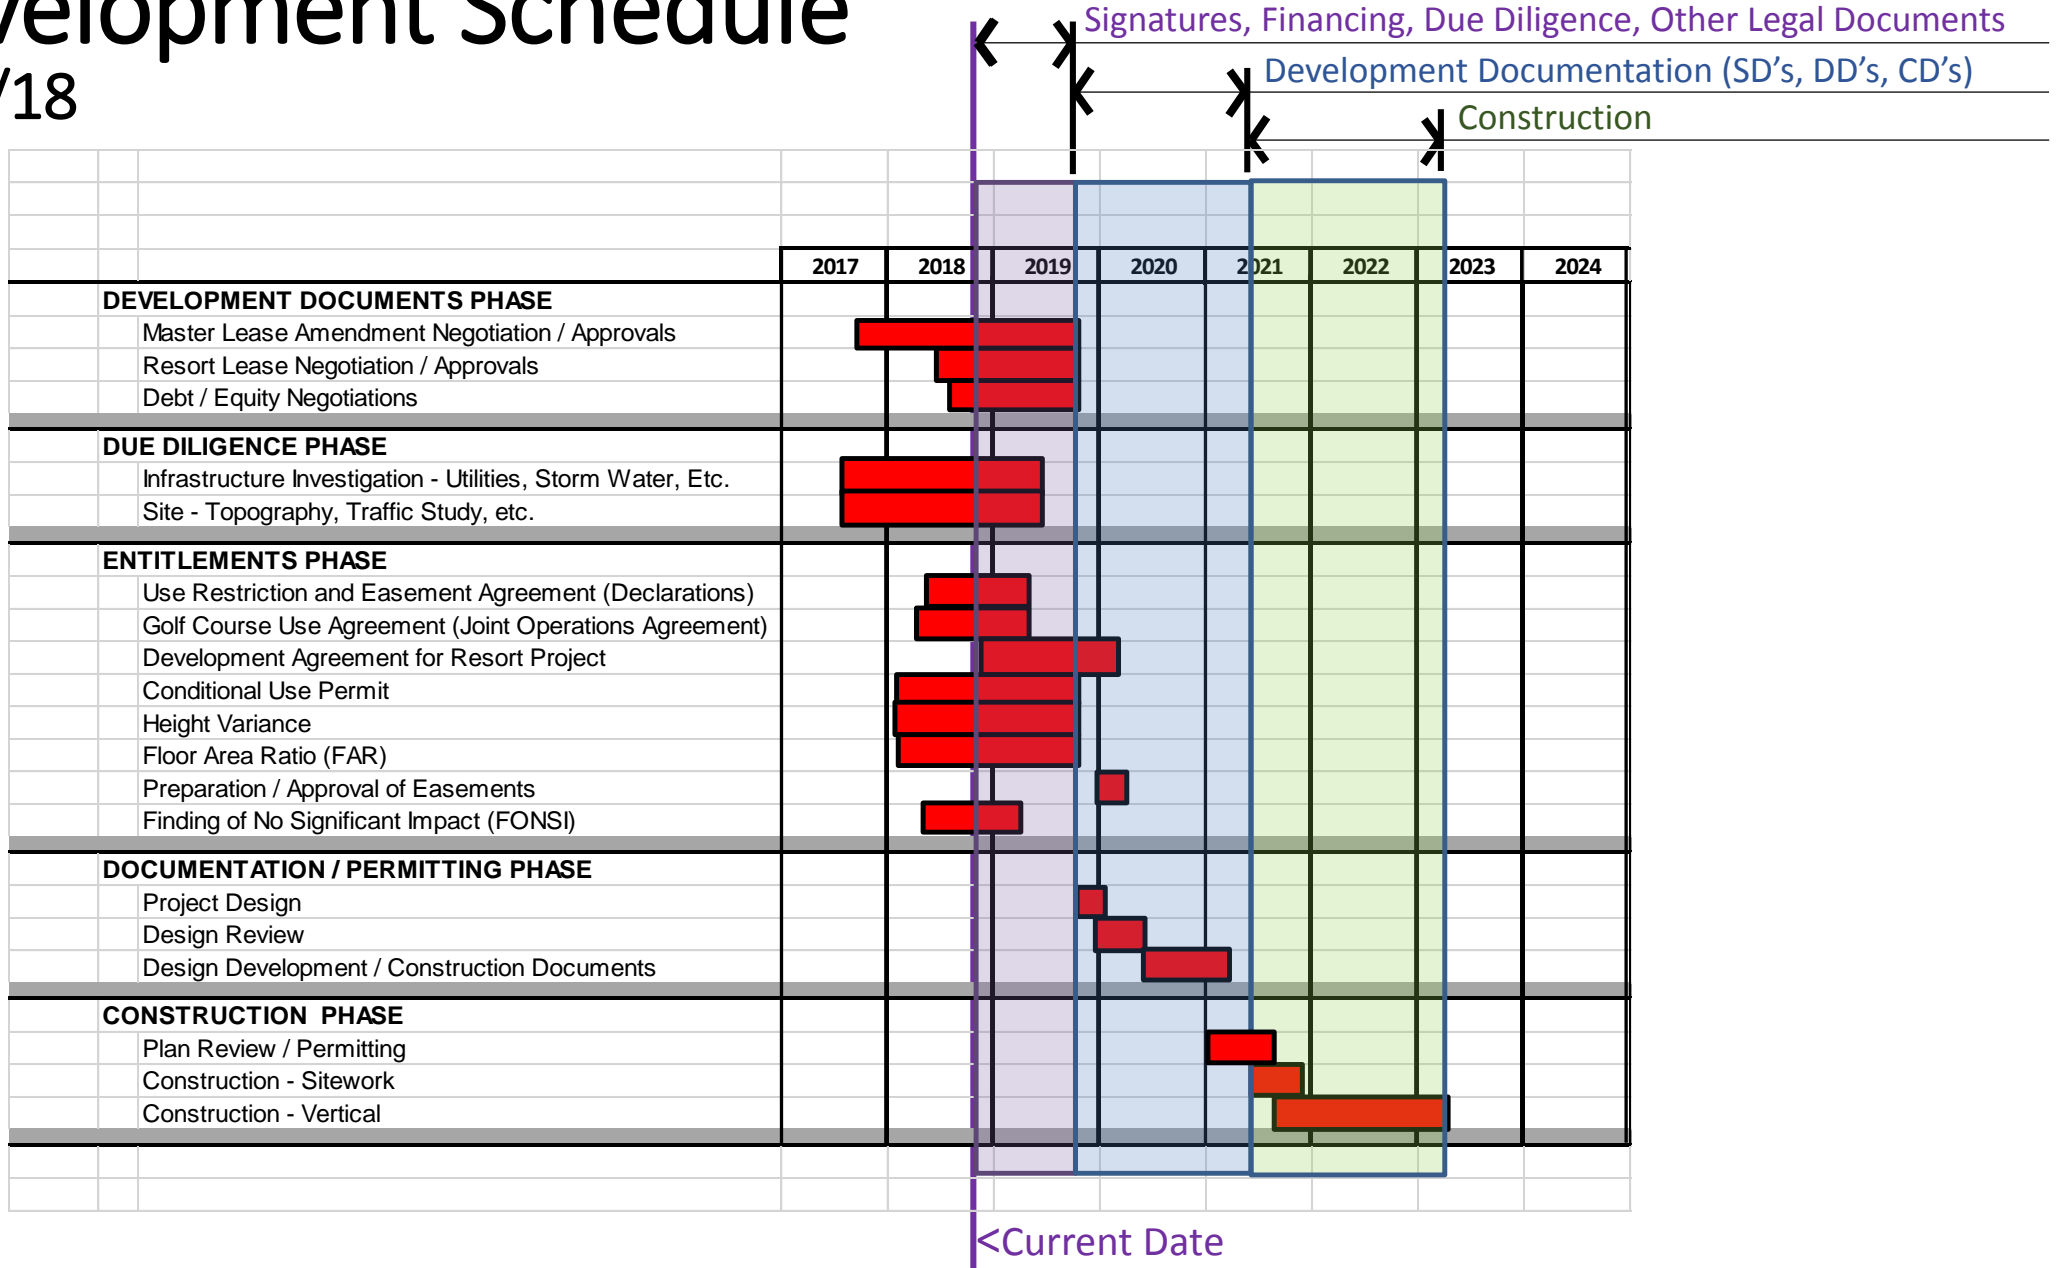 velopment Schedule
/18
Signatures, Financing, Due Diligence, Other Legal Documents
Development Documentation (SD’s, DD’s, CD’s)
Construction
2017 2018 2019 2020 2021 2022 2023 2024
DEVELOPMENT DOCUMENTS PHASE
Master Lease Amendment Negotiation / Approvals
Resort Lease Negotiation / Approvals
Debt / Equity Negotiations
DUE DILIGENCE PHASE
Infrastructure Investigation - Utilities, Storm Water, Etc.
Site - Topography, Traffic Study, etc.
ENTITLEMENTS PHASE
Use Restriction and Easement Agreement (Declarations)
Golf Course Use Agreement (Joint Operations Agreement)
Development Agreement for Resort Project
Conditional Use Permit
Height Variance
Floor Area Ratio (FAR)
Preparation / Approval of Easements
Finding of No Significant Impact (FONSI)
DOCUMENTATION / PERMITTING PHASE
Project Design
Design Review
Design Development / Construction Documents
CONSTRUCTION PHASE
Plan Review / Permitting
Construction - Sitework
Construction - Vertical
<Current Date